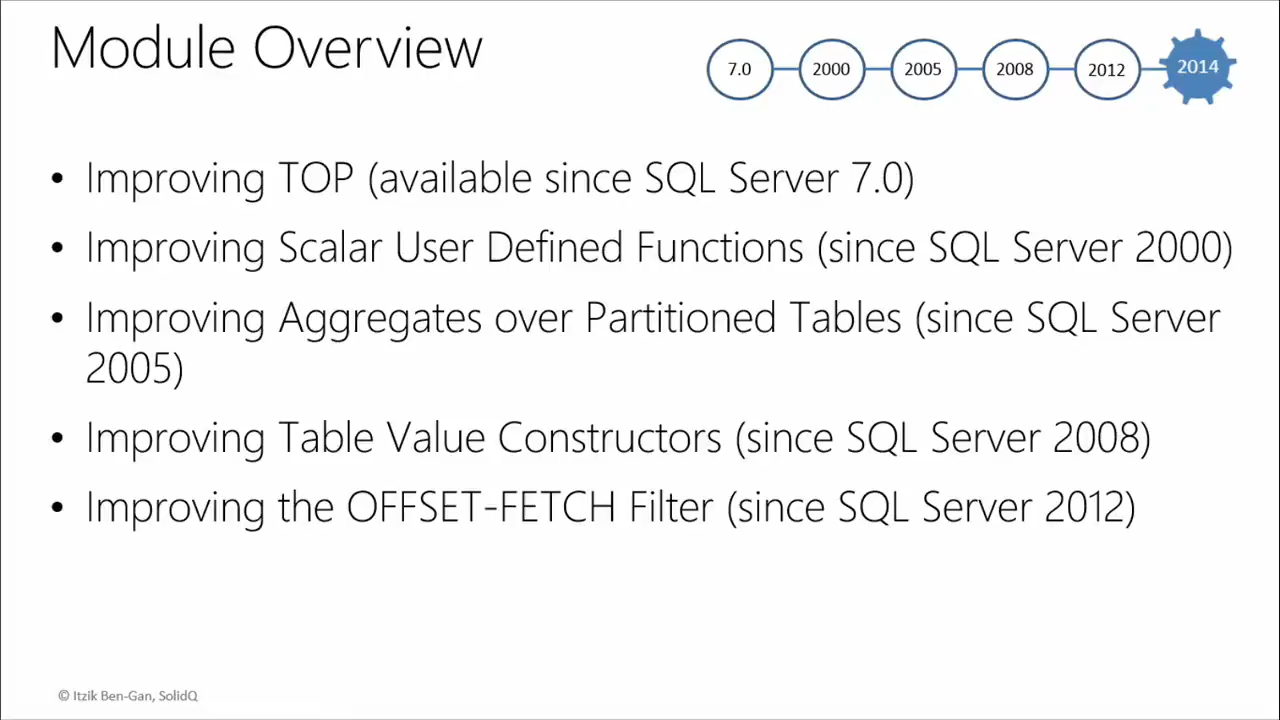 Module Overview
7.0
2000
2005
2008
2012
2014
• Improving TOP (available since SQL Server 7.0)
• Improving Scalar User Defined Functions (since SQL Server 2000)
• Improving Aggregates over Partitioned Tables (since SQL Server
2005)
• Improving Table Value Constructors (since SQL Server 2008)
• Improving the OFFSET-FETCH Filter (since SQL Server 2012)
© Itzik Ben-Gan, SolidQ